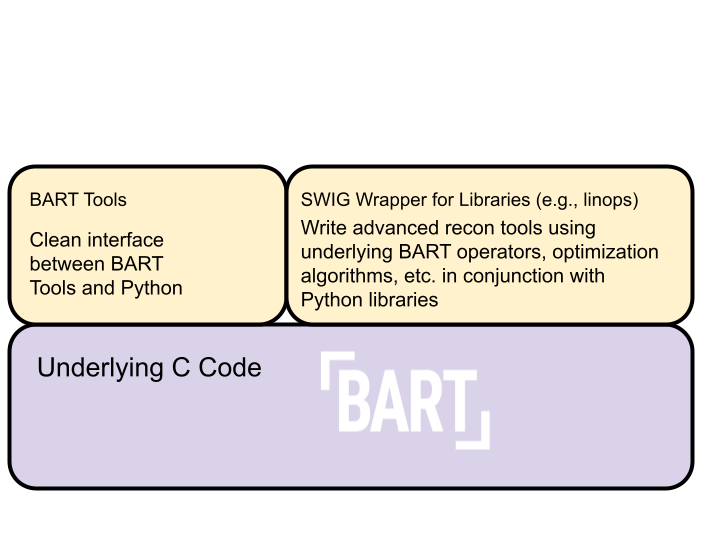 BART Tools
Clean interface
between BART
Tools and Python
SWIG Wrapper for Libraries (e.g., linops)
Write advanced recon tools using
underlying BART operators, optimization
algorithms, etc. in conjunction with
Python libraries
Underlying C Code
BART